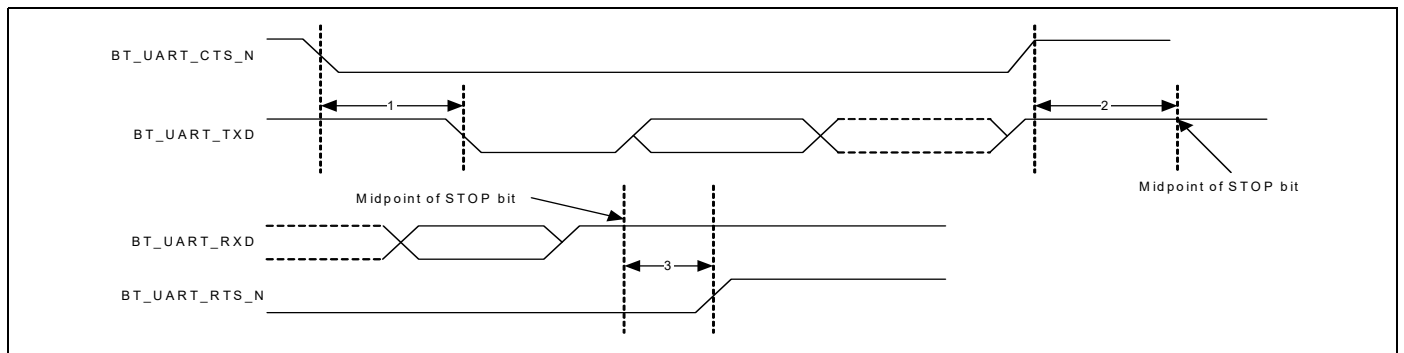 BT_UART_CTS_N
1
2
BT_UART_TXD
Midpoint of STOP bit
Midpoint of STOP bit
BT_UART_RXD
3
BT_UART_RTS_N